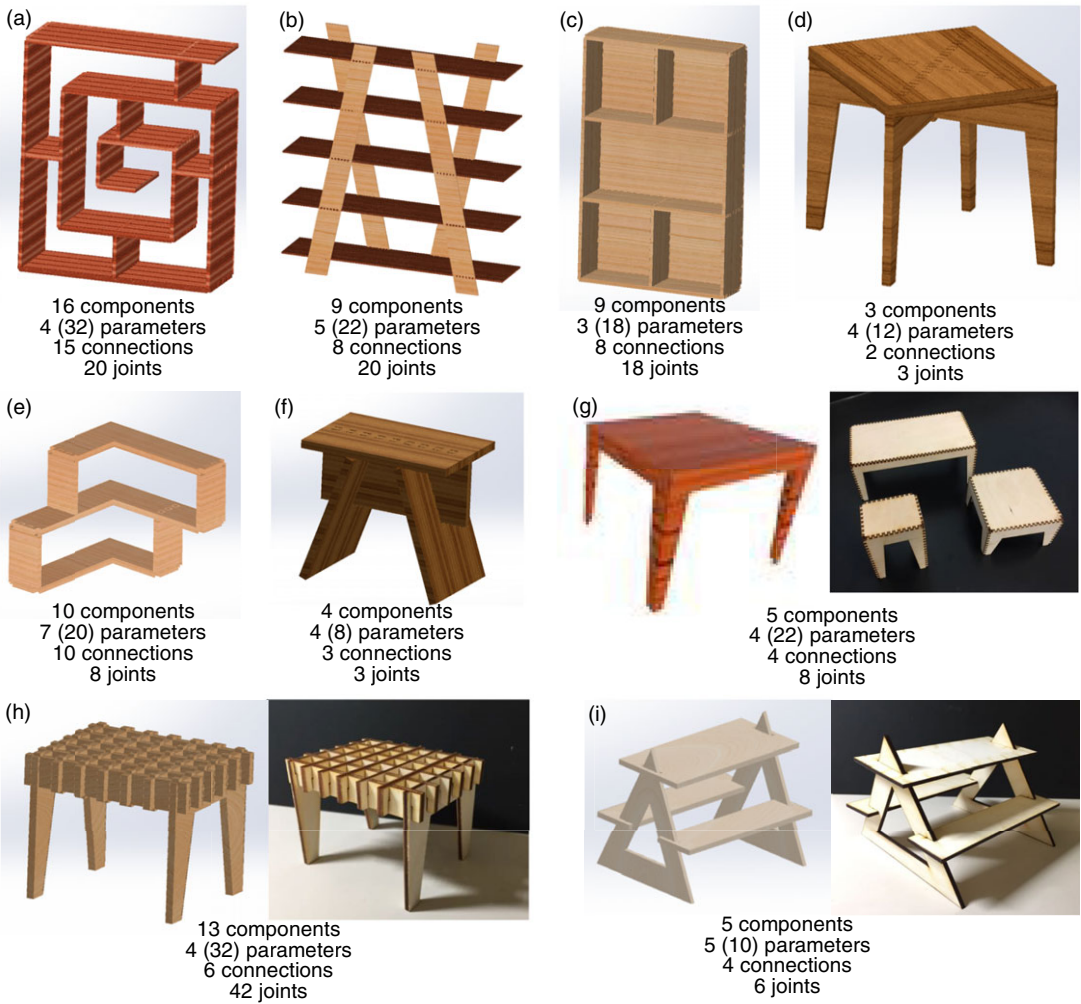 (a)
16 components
4 (32) parameters
15 connections
20 joints
(b)
9 components
5 (22) parameters
8 connections
20 joints
(c)
9 components
3 (18) parameters
8 connections
18 joints
(d)
3 components
4 (12) parameters
2 connections
3 joints
(e)
10 components
7 (20) parameters
10 connections
8 joints
(f)
4 components
4 (8) parameters
3 connections
3 joints
(g)
5 components
4 (22) parameters
4 connections
8 joints
(h)
13 components
4 (32) parameters
6 connections
42 joints
(i)
5 components
5 (10) parameters
4 connections
6 joints